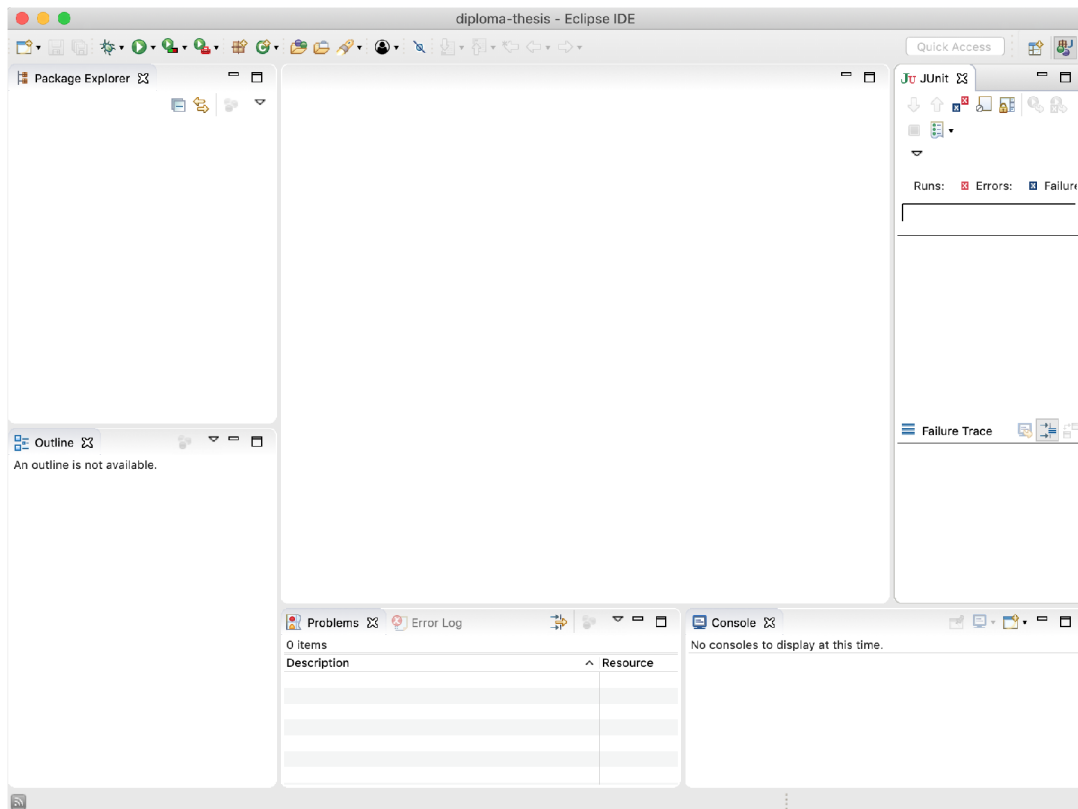 diploma-thesis - Eclipse IDE
Quick Access
Package Explorer
JUnit
Runs: Errors: Failure
Outline
An outline is not available.
Failure Trace
Problems Error Log
0 items
Description Resource
Console
No consoles to display at this time.